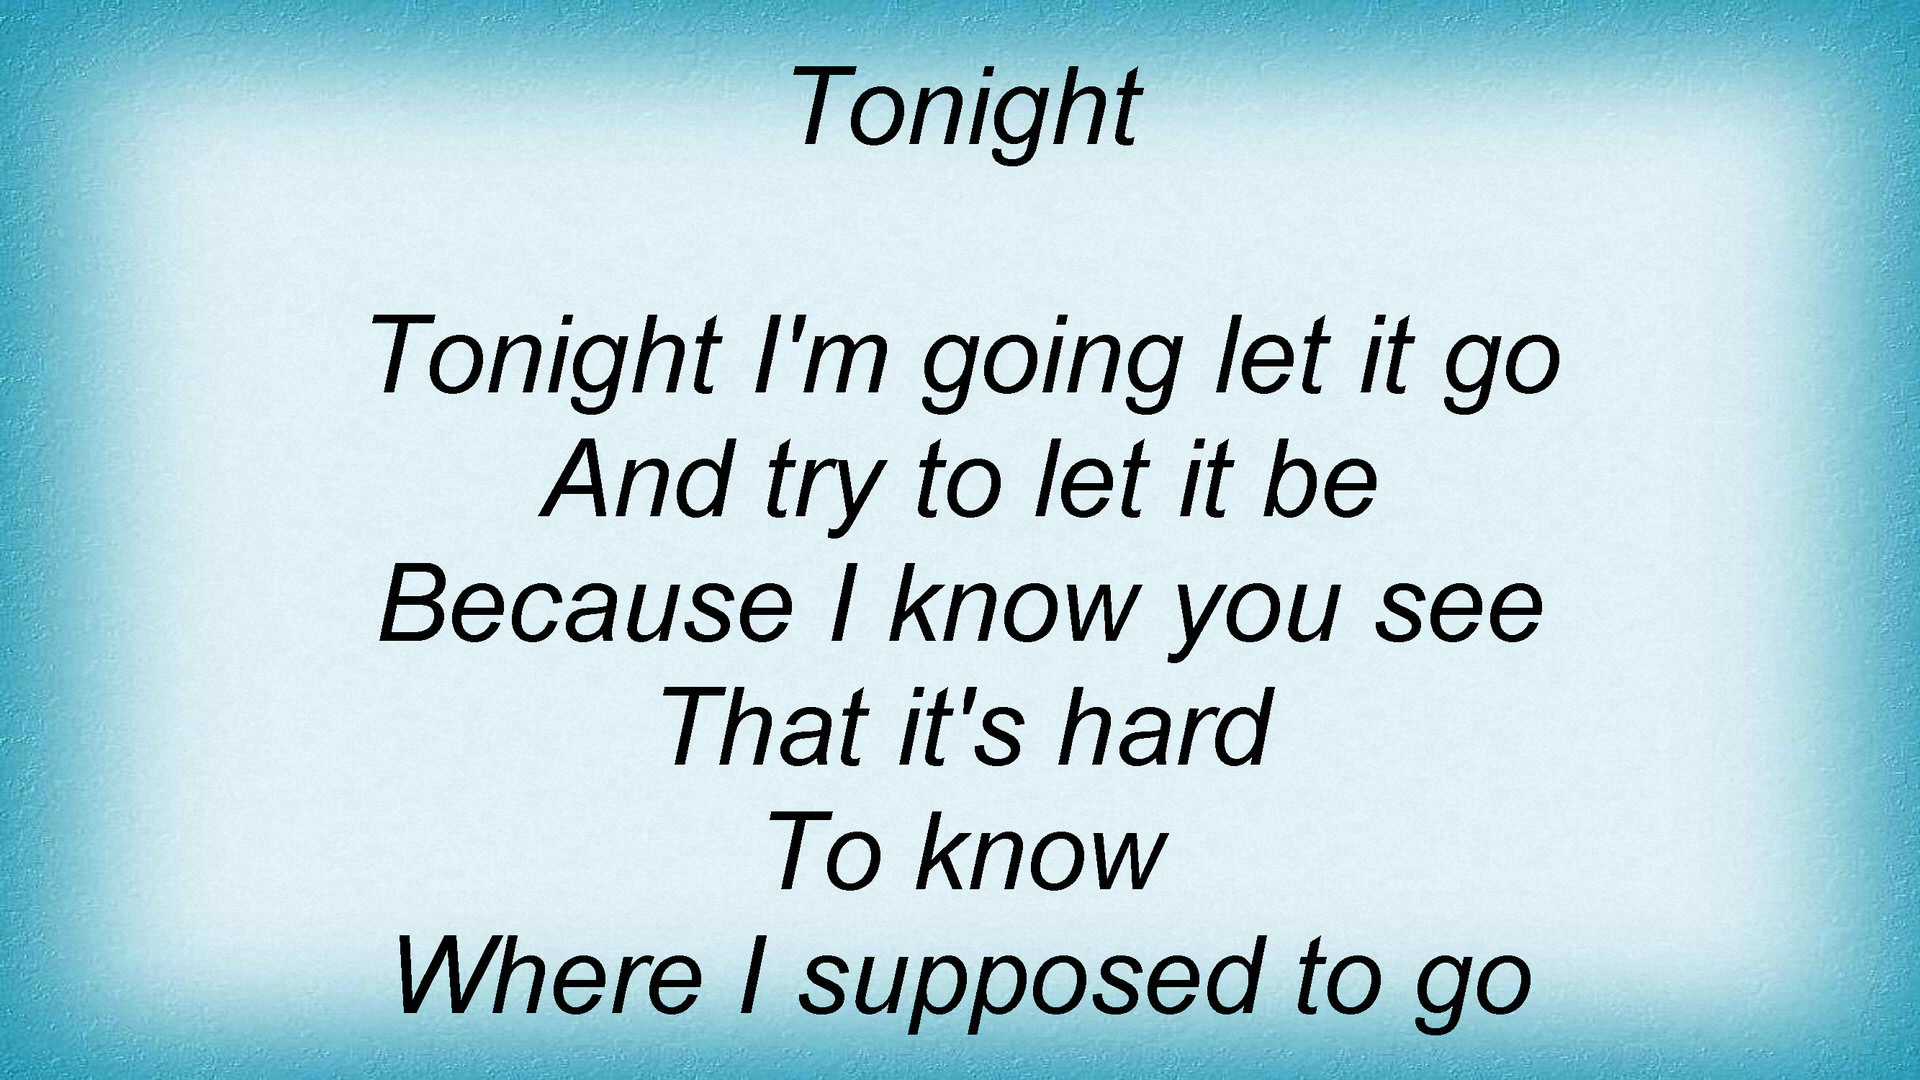 Tonight
Tonight I'm going let it go
And try to let it be
Because I know you see
That it's hard
To know
Where I supposed to go